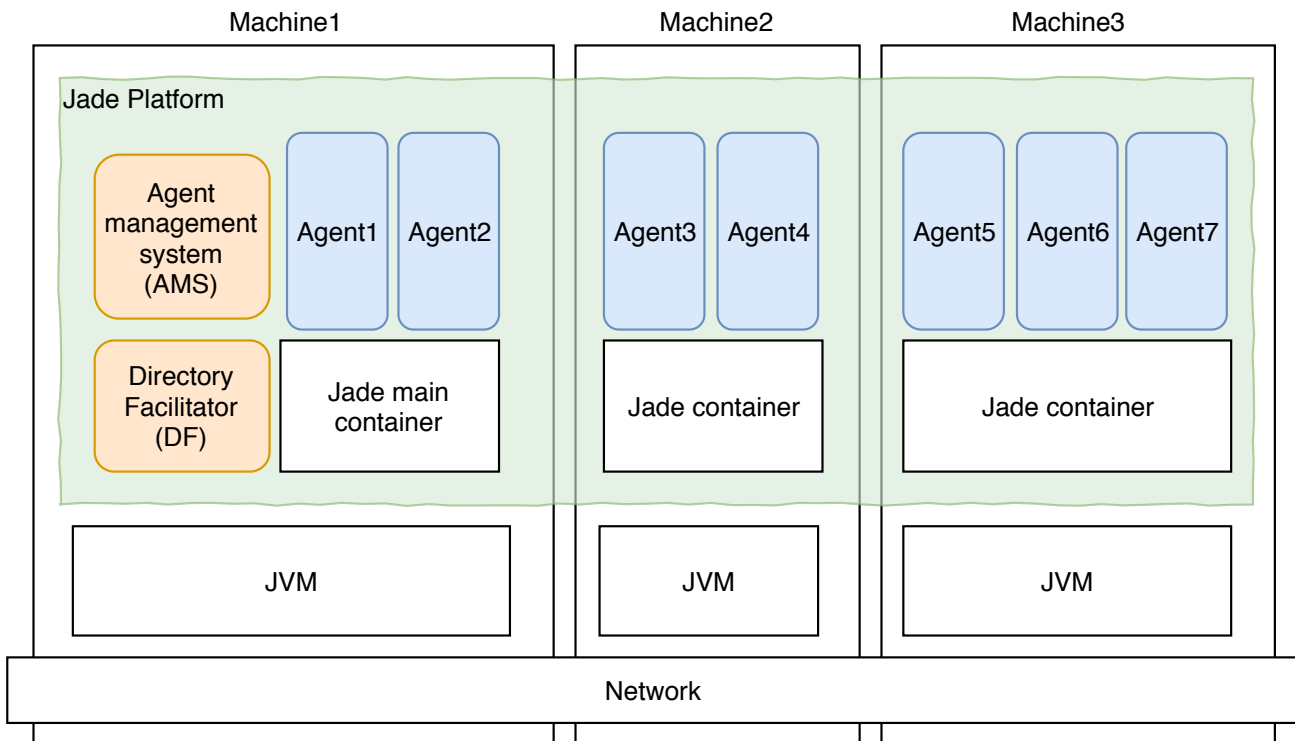 Machine1
Machine2
Machine3
Jade Platform
Agent
management
system
(AMS)
Agent1
Agent2
Agent3
Agent4
Agent5
Agent6
Agent7
Directory
Facilitator
(DF)
Jade main
container
Jade container
Jade container
JVM
JVM
JVM
Network